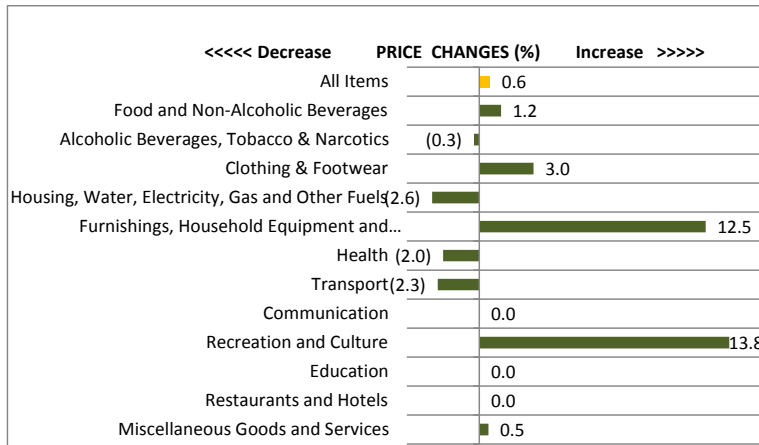 <<<<< Decrease PRICE CHANGES (%) Increase >>>>>
All Items 0.6
Food and Non-Alcoholic Beverages 1.2
Alcoholic Beverages, Tobacco & Narcotics (0.3)
Clothing & Footwear 3.0
Housing, Water, Electricity, Gas and Other Fuels (2.6)
Furnishings, Household Equipment and... 12.5
Health (2.0)
Transport (2.3)
Communication 0.0
Recreation and Culture 13.8
Education 0.0
Restaurants and Hotels 0.0
Miscellaneous Goods and Services 0.5